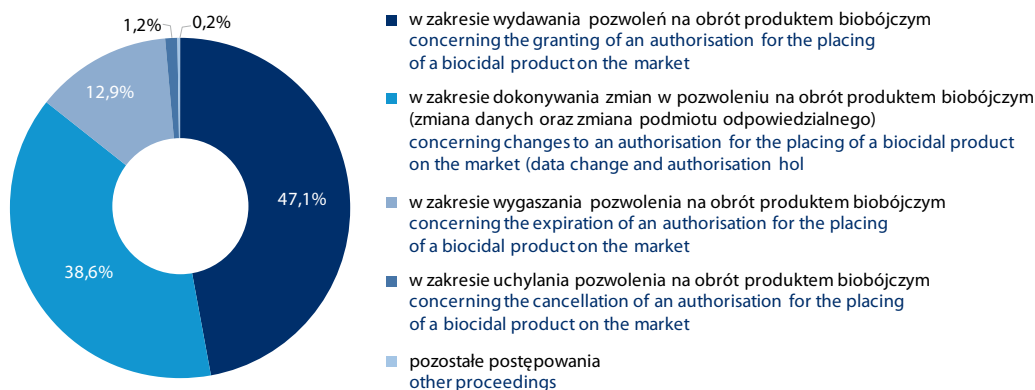 1,2%
0,2%
12,9%
47,1%
38,6%
w zakresie wydawania pozwoleń na obrót produktem biobójczym
concerning the granting of an authorisation for the placing
of a biocidal product on the market
w zakresie dokonywania zmian w pozwoleniu na obrót produktem biobójczym
(zmiana danych oraz zmiana podmiotu odpowiedzialnego)
concerning changes to an authorisation for the placing of a biocidal product
on the market (data change and authorisation hol
w zakresie wygaszania pozwolenia na obrót produktem biobójczym
concerning the expiration of an authorisation for the placing
of a biocidal product on the market
w zakresie uchylania pozwolenia na obrót produktem biobójczym
concerning the cancellation of an authorisation for the placing
of a biocidal product on the market
pozostałe postępowania
other proceedings